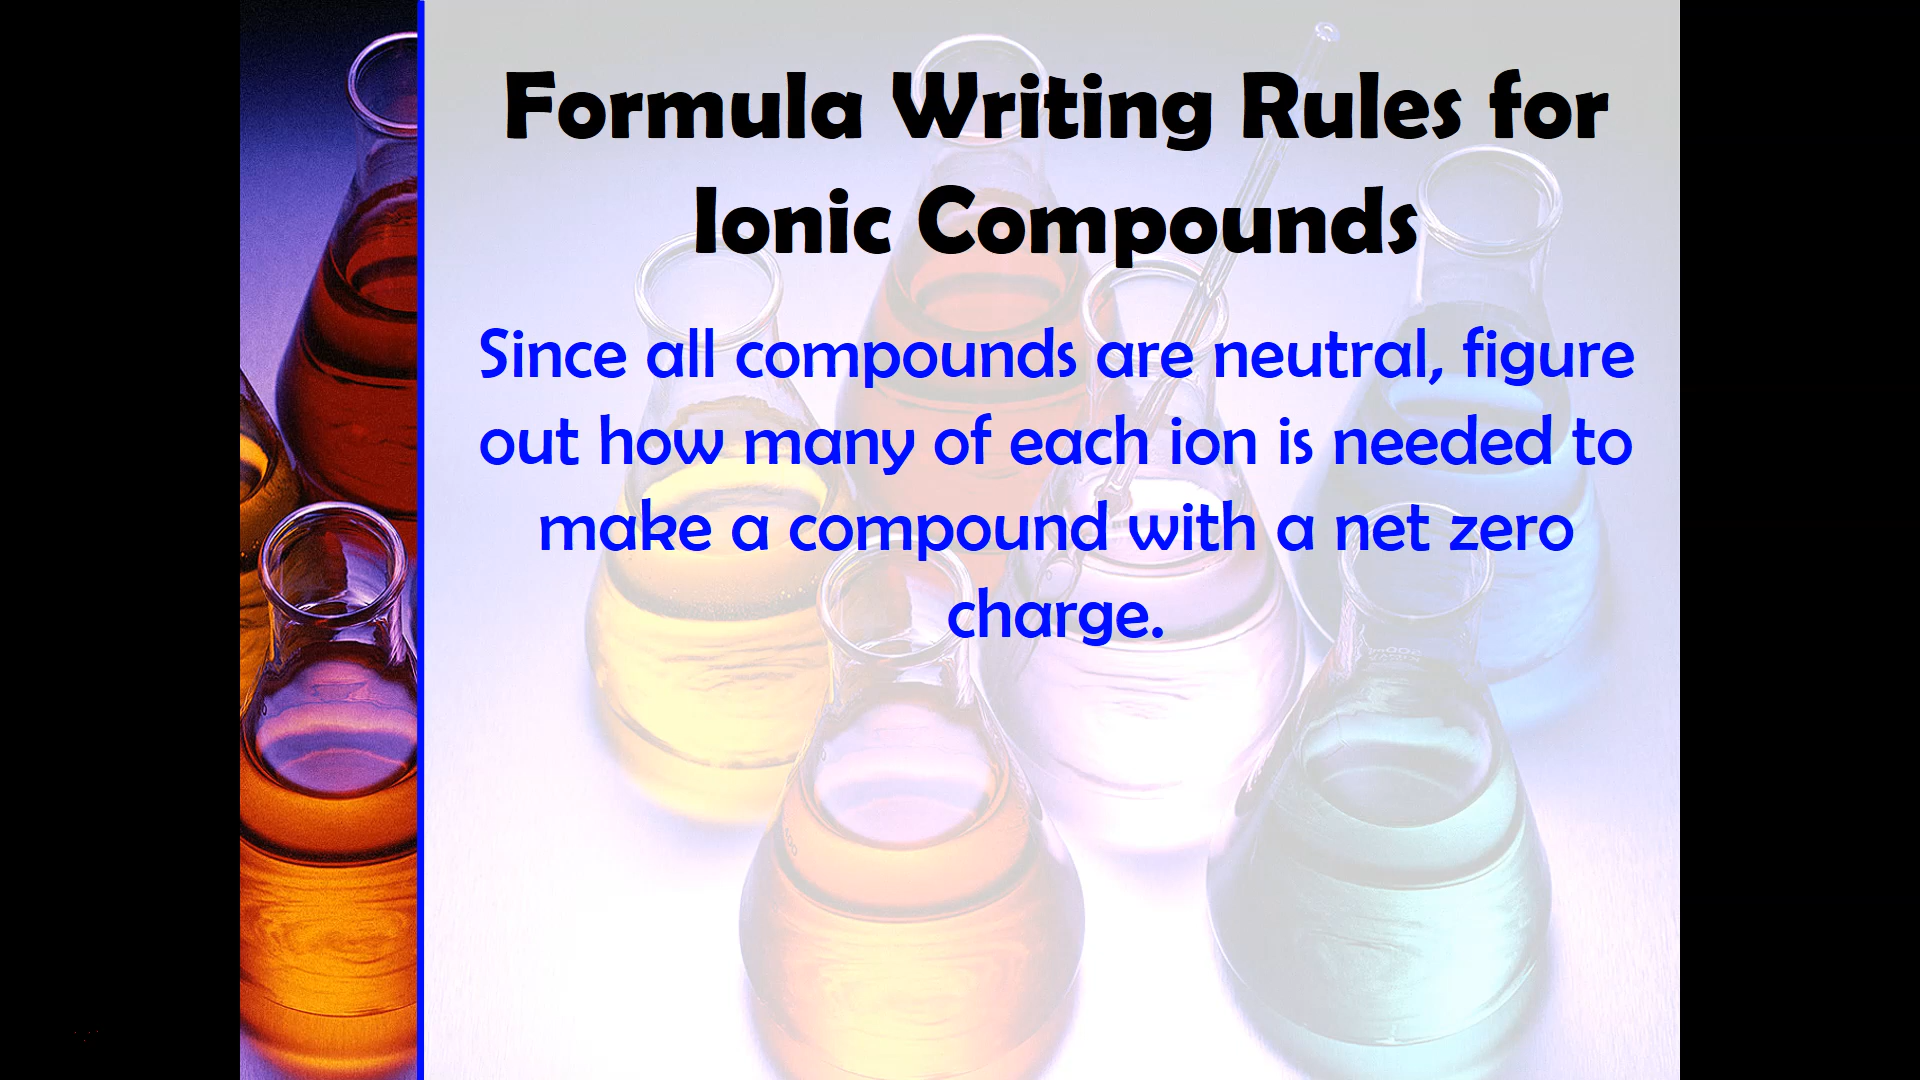 Formula Writing Rules for
Ionic Compounds
Since all compounds are neutral, figure
out how many of each ion is needed to
make a compound with a net zero
charge.